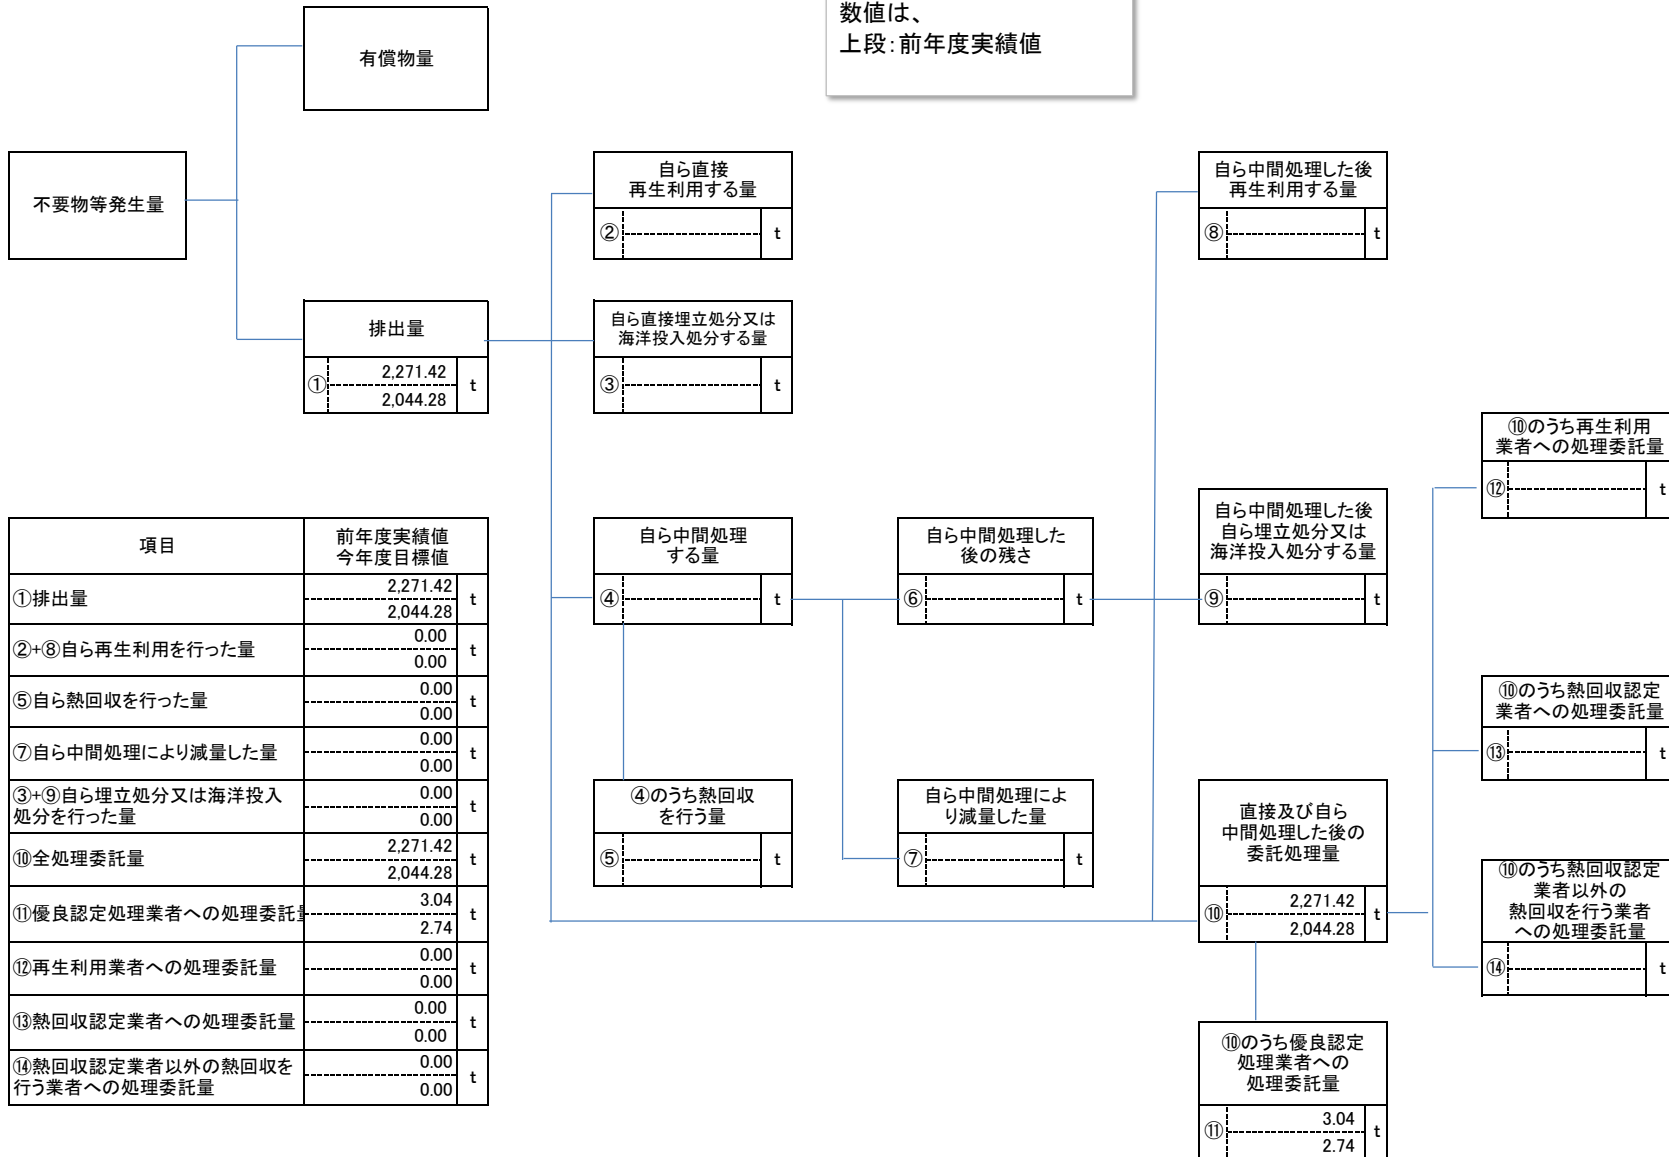 数値は、
上段：前年度実績値
有償物量
不要物等発生量
排出量
①
2,271.42
2,044.28
t
自ら直接
再生利用する量
②
t
自ら直接埋立処分又は
海洋投入処分する量
③
t
自ら中間処理した後
再生利用する量
⑧
t
⑩のうち再生利用
業者への処理委託量
⑫
t
自ら中間処理
する量
④
t
自ら中間処理した
後の残さ
⑥
t
自ら中間処理した後
自ら埋立処分又は
海洋投入処分する量
⑨
t
⑩のうち熱回収認定
業者への処理委託量
⑬
t
④のうち熱回収
を行う量
⑤
t
自ら中間処理によ
り減量した量
⑦
t
直接及び自ら
中間処理した後の
委託処理量
⑩
2,271.42
2,044.28
t
⑩のうち熱回収認定
業者以外の
熱回収を行う業者
への処理委託量
⑭
t
⑩のうち優良認定
処理業者への
処理委託量
⑪
3.04
2.74
t
項目
前年度実績値
今年度目標値
①排出量
2,271.42
2,044.28
t
②+⑧自ら再生利用を行った量
0.00
0.00
t
⑤自ら熱回収を行った量
0.00
0.00
t
⑦自ら中間処理により減量した量
0.00
0.00
t
③+⑨自ら埋立処分又は海洋投入
処分を行った量
0.00
0.00
t
⑩全処理委託量
2,271.42
2,044.28
t
⑪優良認定処理業者への処理委託
3.04
2.74
t
⑫再生利用業者への処理委託量
0.00
0.00
t
⑬熱回収認定業者への処理委託量
0.00
0.00
t
⑭熱回収認定業者以外の熱回収を
行う業者への処理委託量
0.00
0.00
t